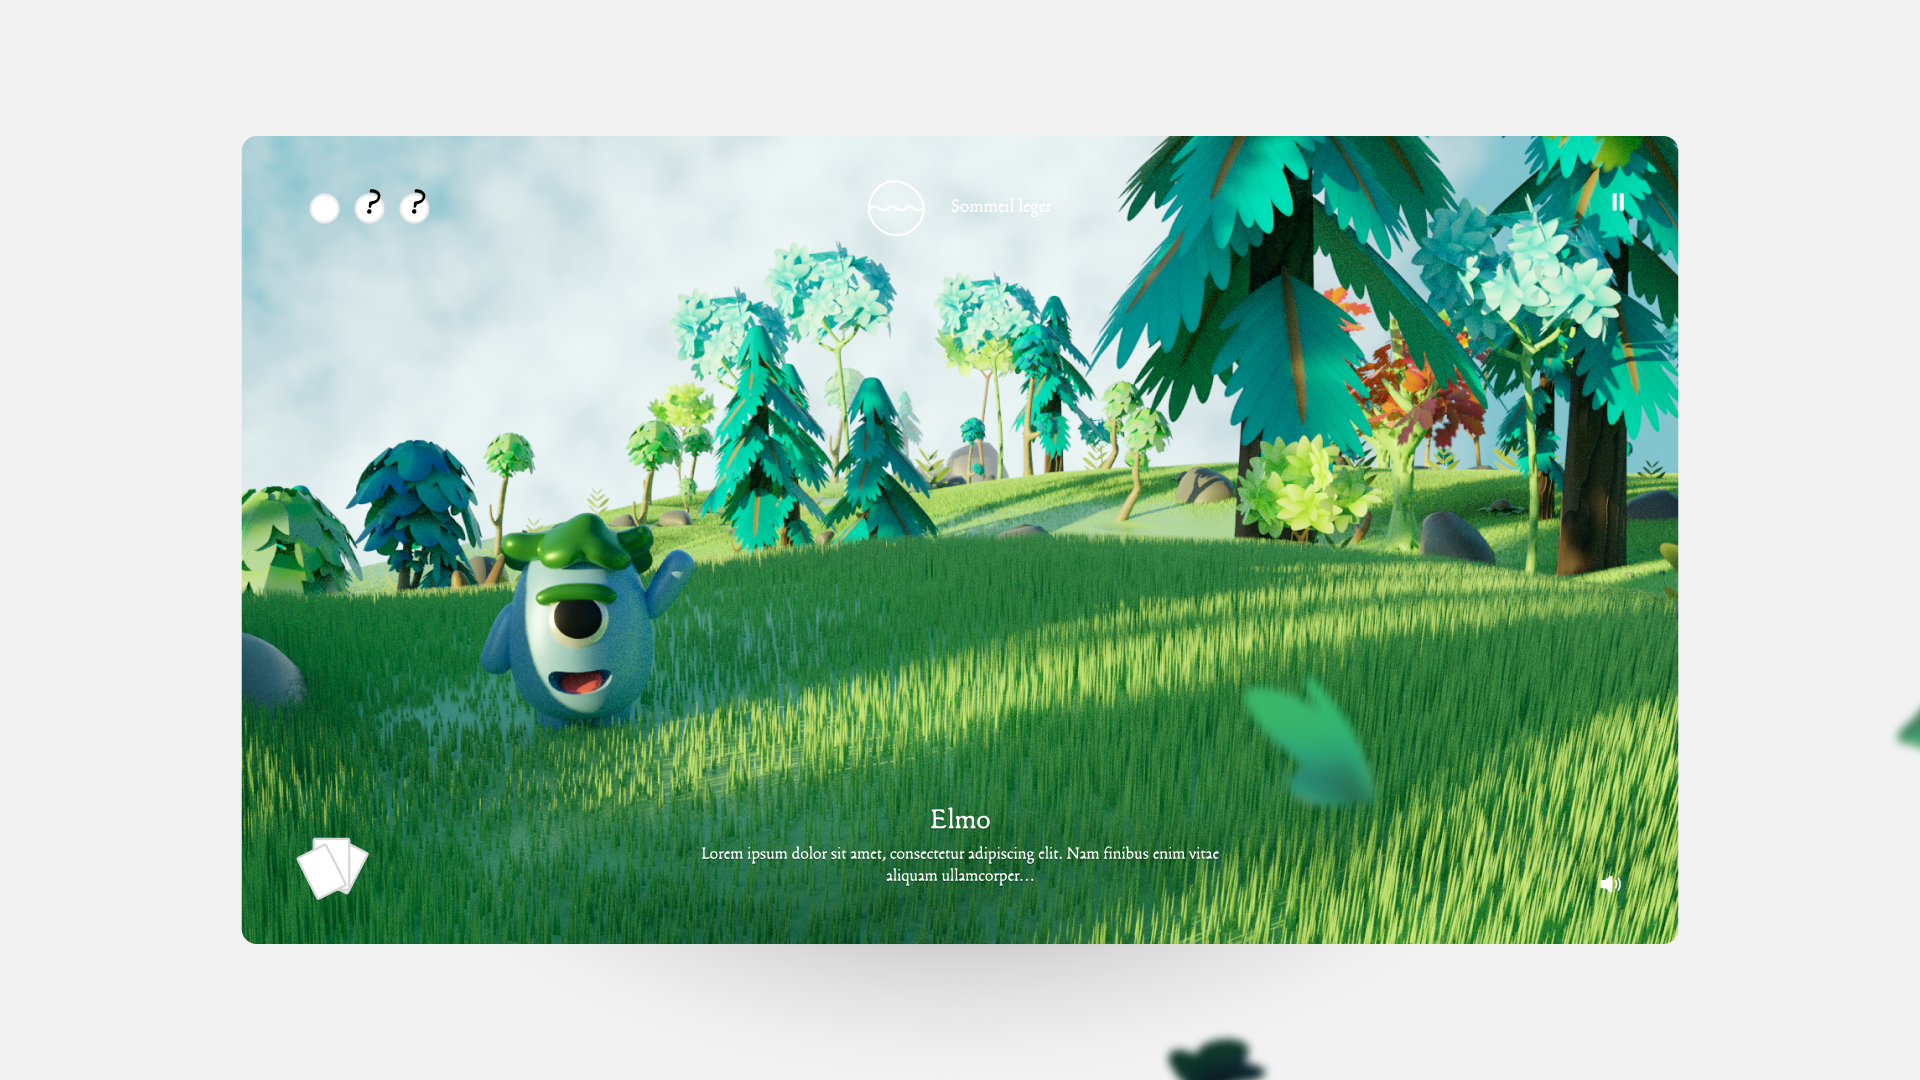 ? ?
Sommeil leger
Elmo
Lorem ipsum dolor sit amet, consectetur adipiscing elit. Nam finibus enim vitae
aliquam ullamcorper...